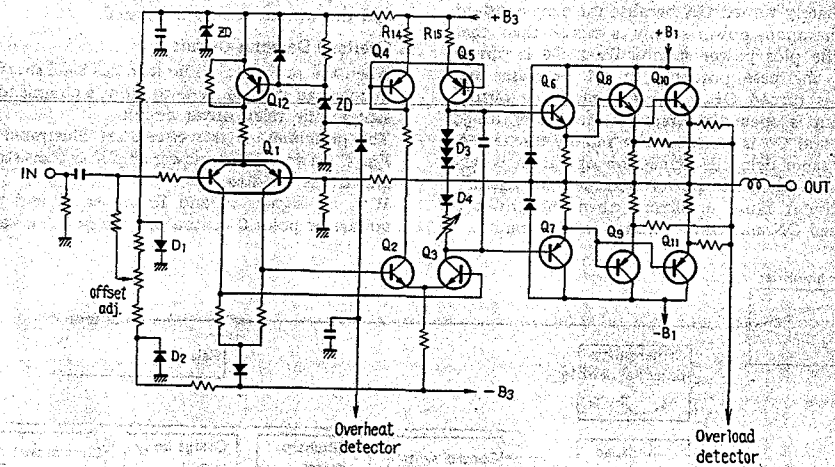 ZD
R14
R15
+B3
Q4
Q5
+B1
Q6
Q8
Q10
Q12
ZD
Q1
D3
IN
OUT
D4
Q2
Q3
Q7
Q9
Q11
D1
offset
adj.
D2
-B1
-B3
Overheat
detector
Overload
detector